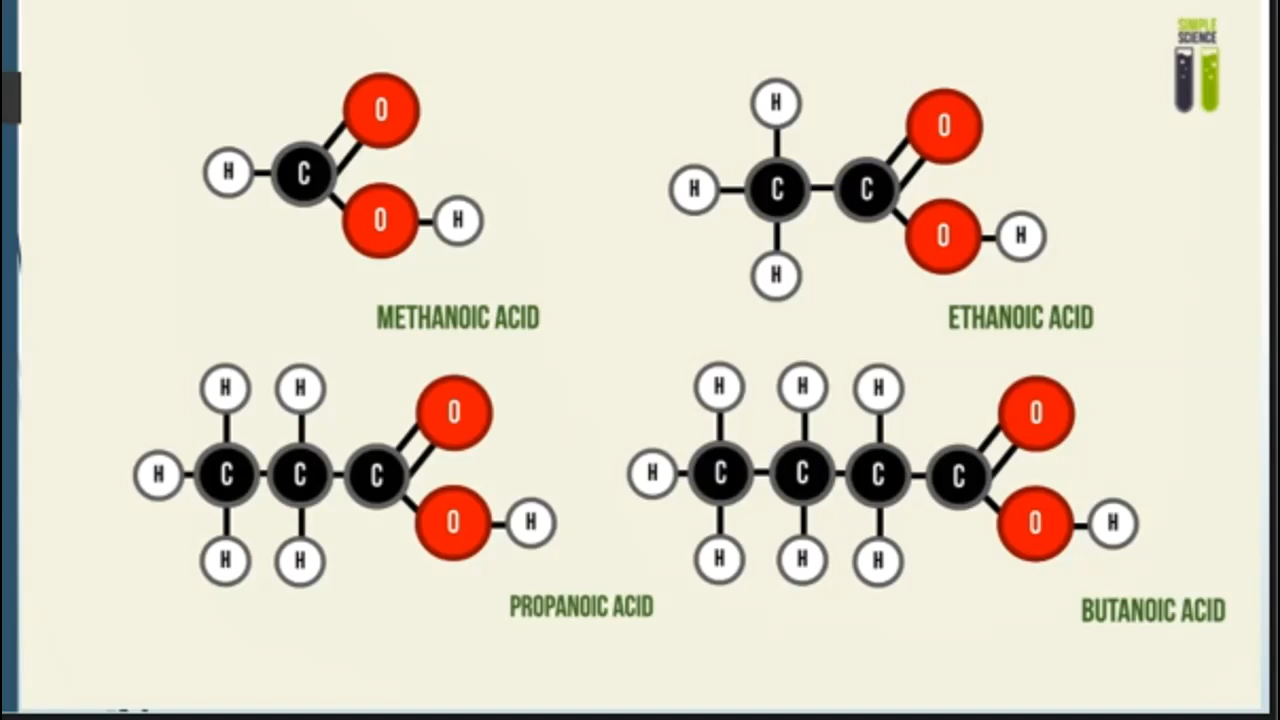 SIMPLE
SCIENCE
O
H C
O H
METHANOIC ACID
H
O
H C C
O H
H
ETHANOIC ACID
H H
O
H C C C
O H
H H
PROPANOIC ACID
H H H
O
H C C C C
O H
H H H
BUTANOIC ACID